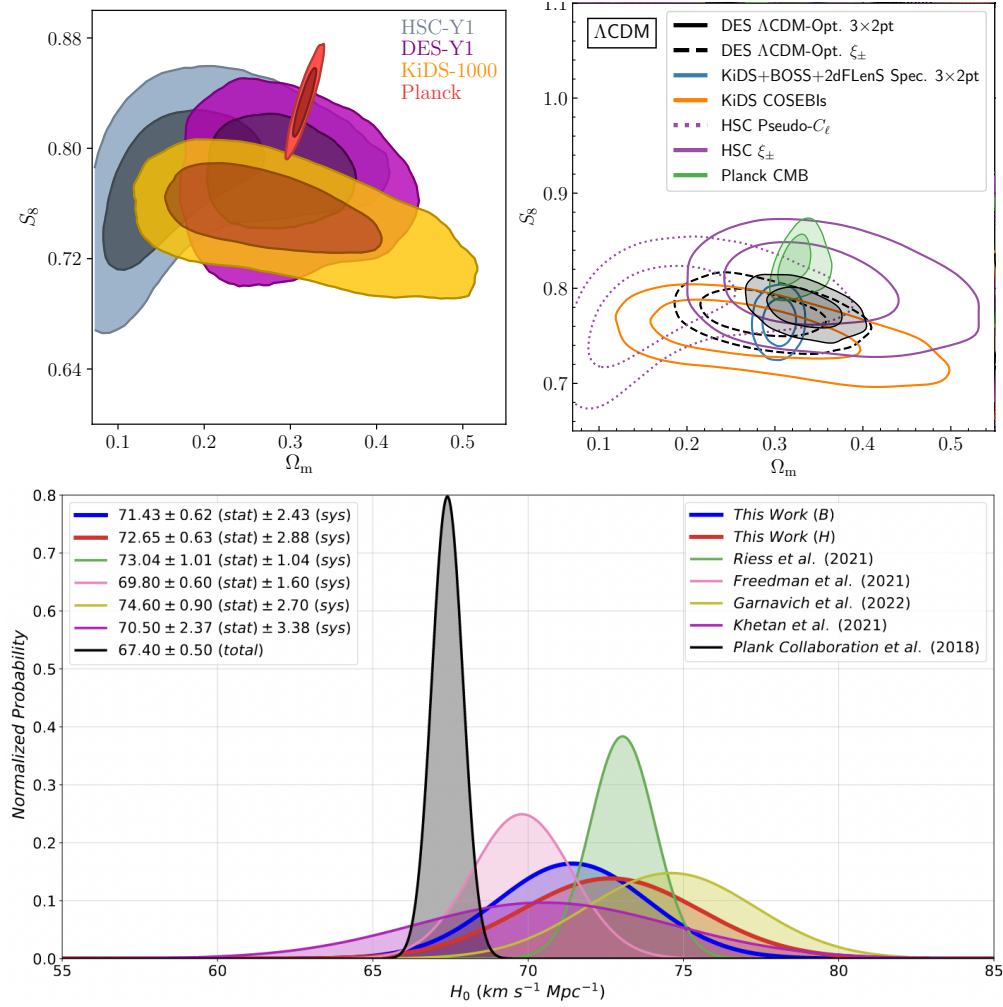 HSC-Y1
DES-Y1
KiDS-1000
Planck
0.88
0.80
0.72
0.64
S8
0.1
0.2
0.3
0.4
0.5
Ωm
ΛCDM
DES ΛCDM-Opt. 3×2pt
DES ΛCDM-Opt. ξ±
KiDS+BOSS+2dFLenS Spec. 3×2pt
KiDS COSEBIs
HSC Pseudo-Cℓ
HSC ξ±
Planck CMB
1.1
1.0
0.9
0.8
0.7
S8
0.1
0.2
0.3
0.4
0.5
Ωm
71.43 ± 0.62 (stat) ± 2.43 (sys)
72.65 ± 0.63 (stat) ± 2.88 (sys)
73.04 ± 1.01 (stat) ± 1.04 (sys)
69.80 ± 0.60 (stat) ± 1.60 (sys)
74.60 ± 0.90 (stat) ± 2.70 (sys)
70.50 ± 2.37 (stat) ± 3.38 (sys)
67.40 ± 0.50 (total)
This Work (B)
This Work (H)
Riess et al. (2021)
Freedman et al. (2021)
Garnavich et al. (2022)
Khetan et al. (2021)
Plank Collaboration et al. (2018)
0.8
0.7
0.6
0.5
0.4
0.3
0.2
0.1
0.0
Normalized Probability
55
60
65
70
75
80
85
H0 (km s−1 Mpc−1)